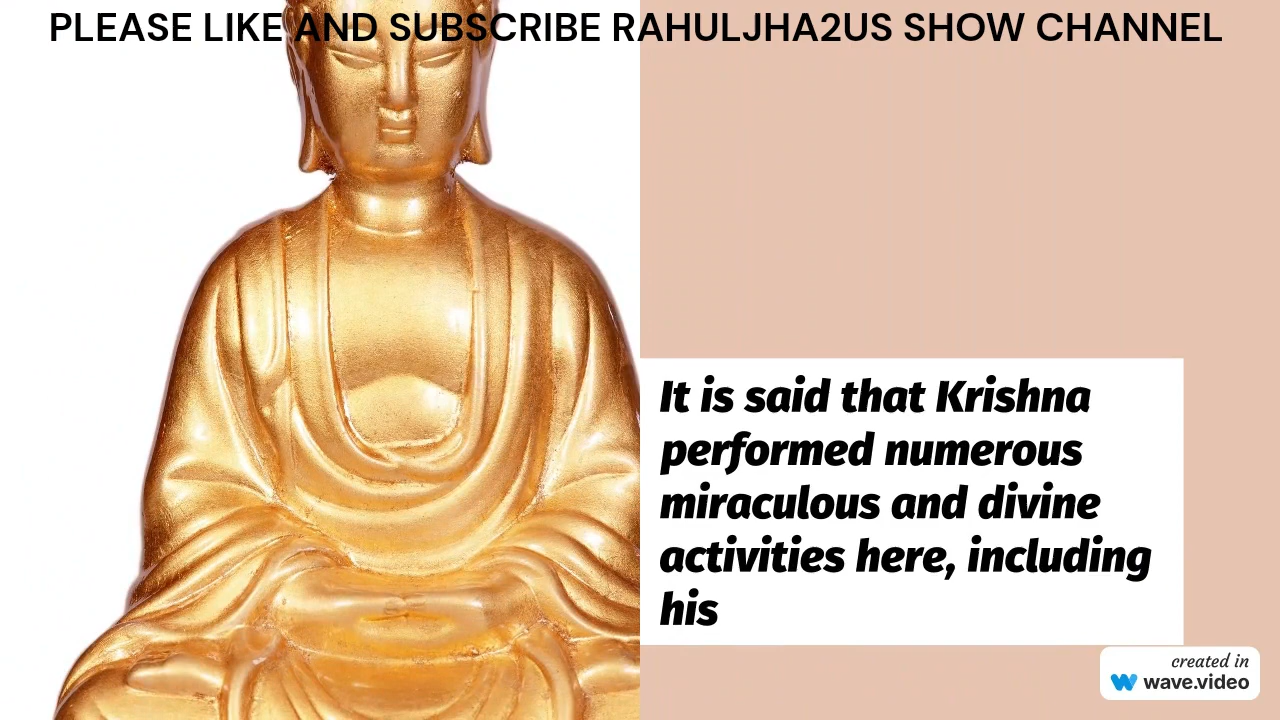 PLEASE LIKE AND SUBSCRIBE RAHULJHA2US SHOW CHANNEL
It is said that Krishna
performed numerous
miraculous and divine
activities here, including
his
created in
wave.video